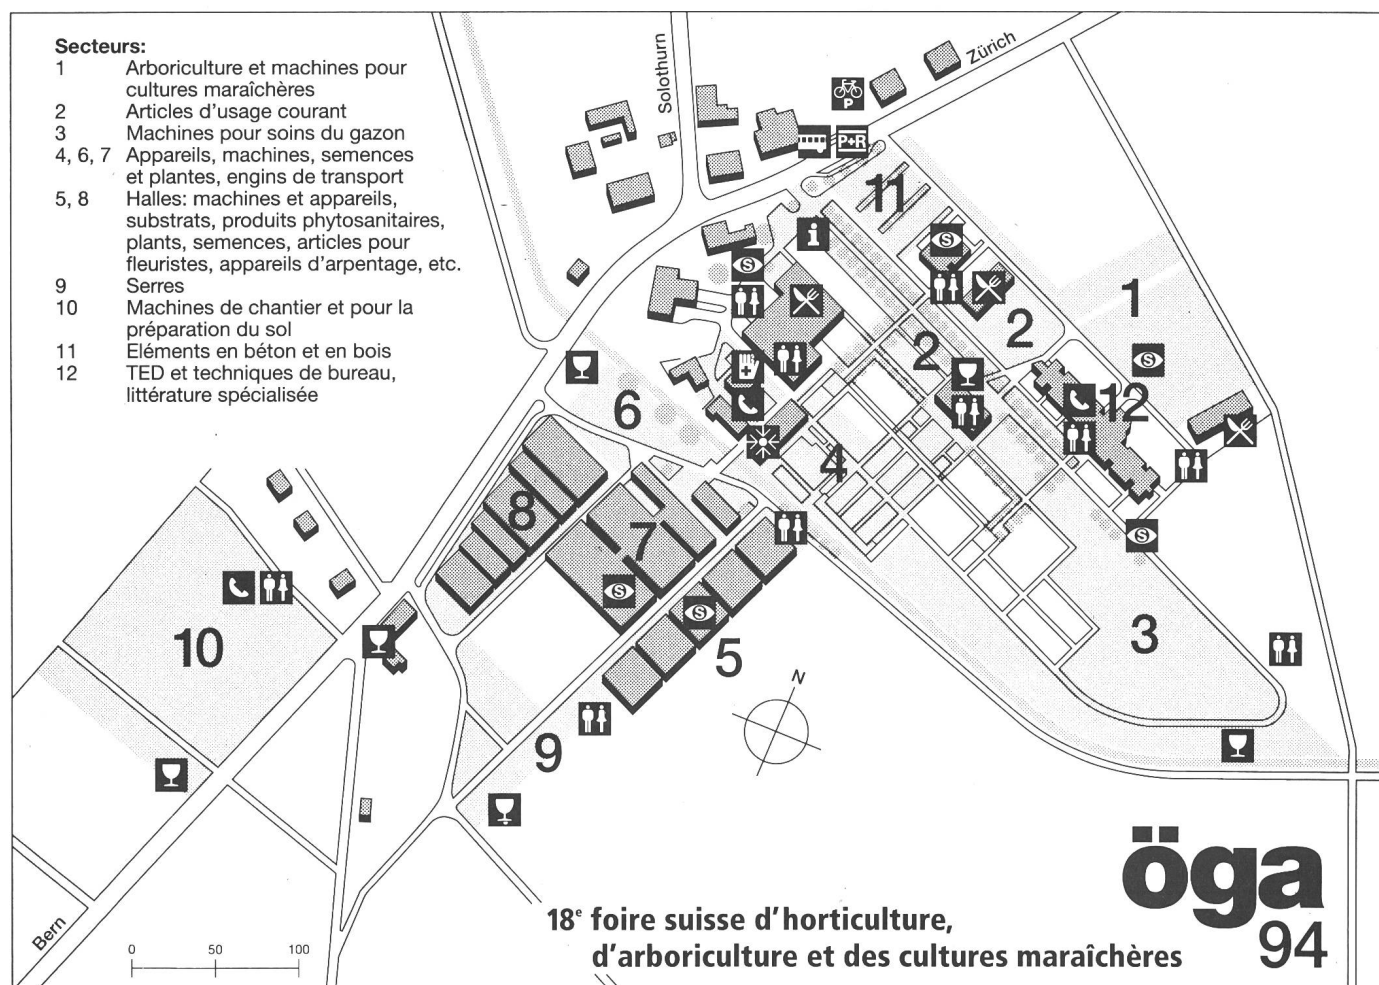 Secteurs:
1 Arboriculture et machines pour
cultures maraîchères
2 Articles d'usage courant
3 Machines pour soins du gazon
4, 6, 7 Appareils, machines, semences
et plantes, engins de transport
5, 8 Halles: machines et appareils,
substrats, produits phytosanitaires,
plants, semences, articles pour
fleuristes, appareils d'arpentage, etc.
9 Serres
10 Machines de chantier et pour la
préparation du sol
11 Eléments en béton et en bois
12 TED et techniques de bureau,
littérature spécialisée
Solothurn
Zürich
P
P+R
11
i
S
S
1
2
2
S
12
6
4
8
7
S
S
S
10
5
3
N
9
Bern
0 50 100
18e foire suisse d'horticulture,
d'arboriculture et des cultures maraîchères
öga
94